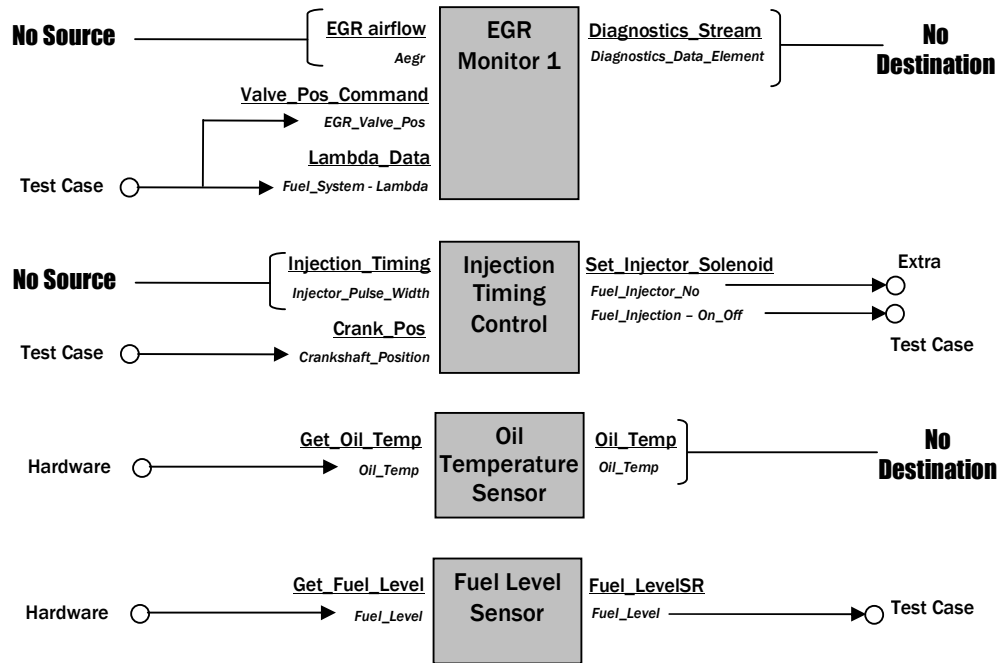 No Source
EGR airflow
Aegr
EGR
Monitor 1
Diagnostics_Stream
Diagnostics_Data_Element
No
Destination
Valve_Pos_Command
EGR_Valve_Pos
Lambda_Data
Test Case
Fuel_System - Lambda
No Source
Injection_Timing
Injector_Pulse_Width
Injection
Timing
Control
Set_Injector_Solenoid
Fuel_Injector_No
Fuel_Injection – On_Off
Extra
Test Case
Crank_Pos
Test Case
Crankshaft_Position
Hardware
Get_Oil_Temp
Oil_Temp
Oil
Temperature
Sensor
Oil_Temp
Oil_Temp
No
Destination
Hardware
Get_Fuel_Level
Fuel_Level
Fuel Level
Sensor
Fuel_LevelSR
Fuel_Level
Test Case